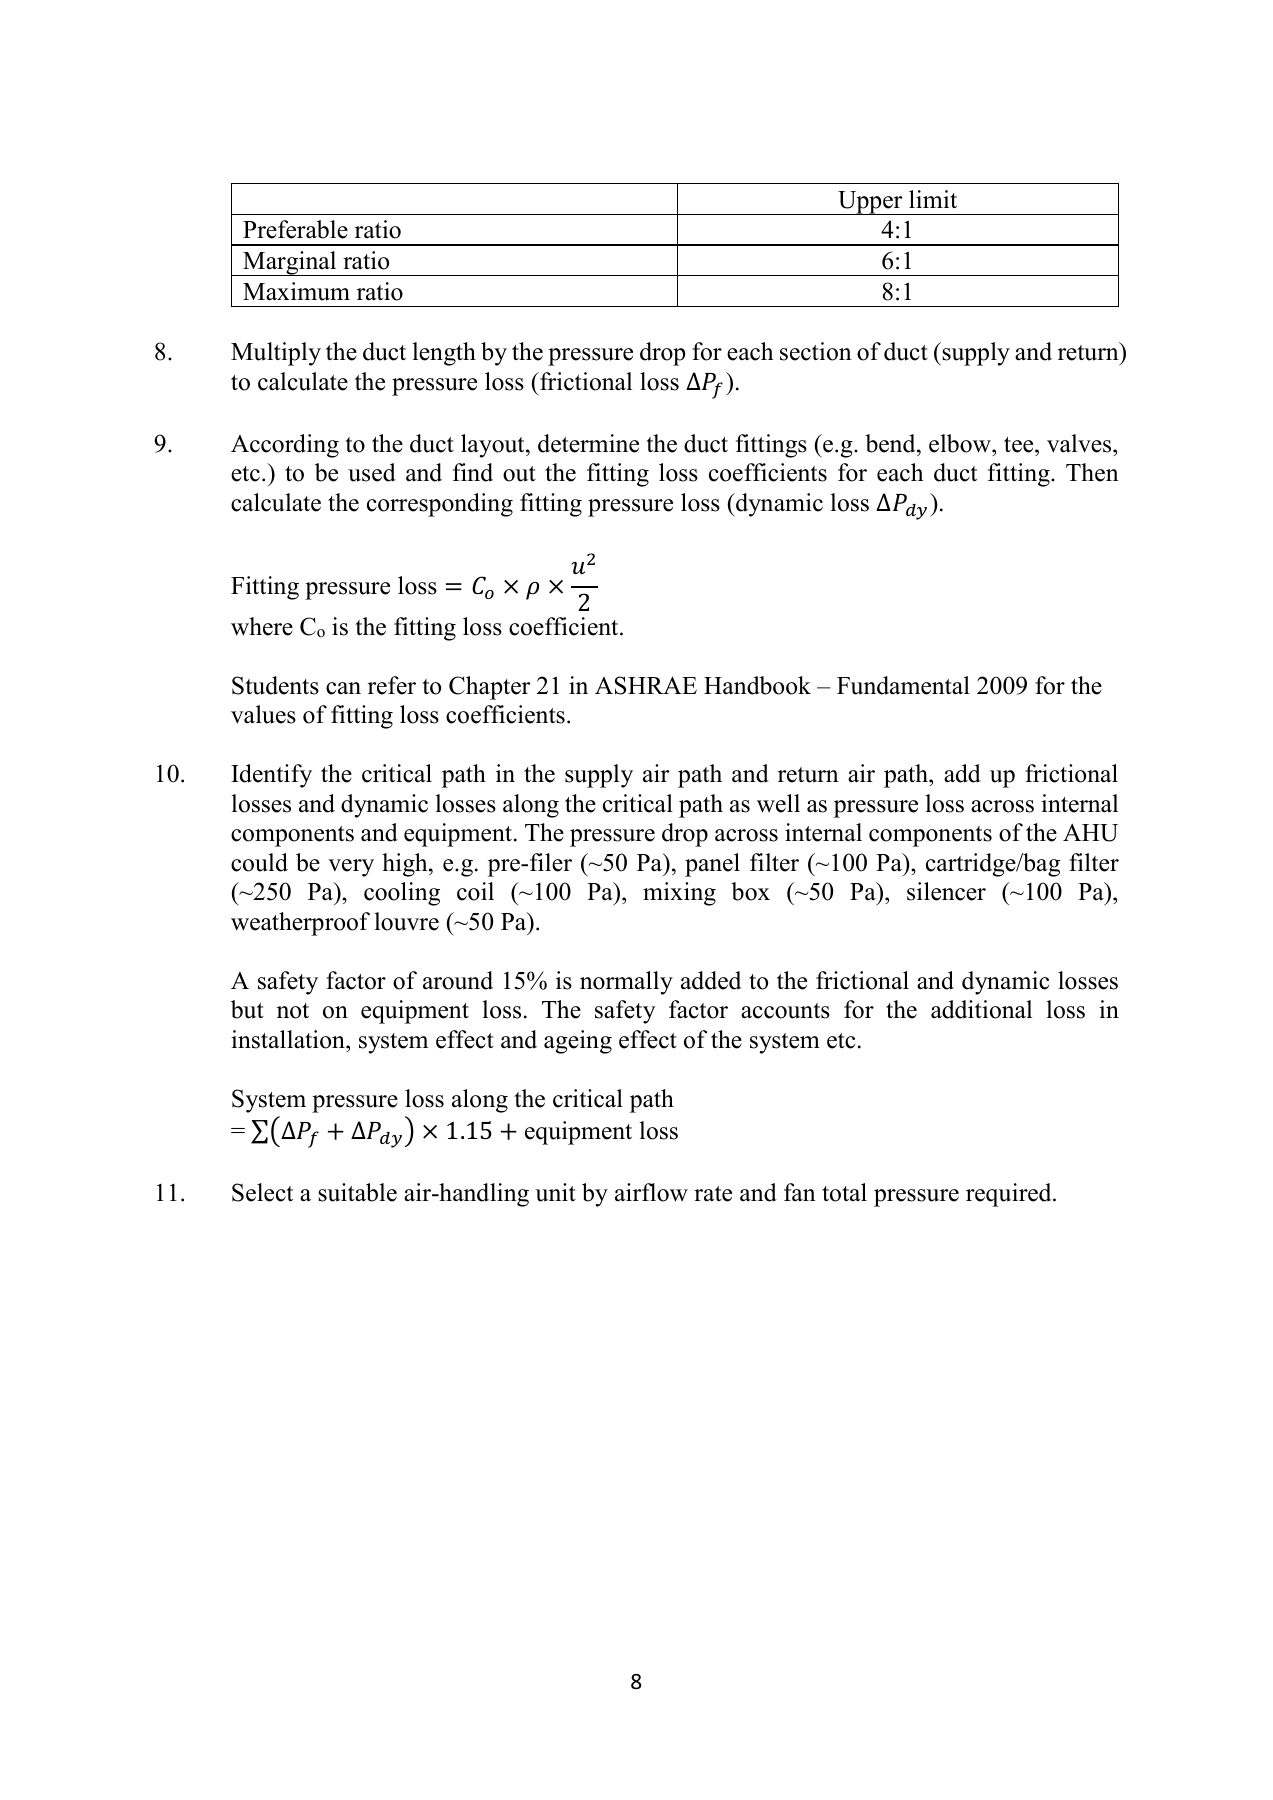 Upper limit
Preferable ratio 4:1
Marginal ratio 6:1
Maximum ratio 8:1
8. Multiply the duct length by the pressure drop for each section of duct (supply and return)
to calculate the pressure loss (frictional loss ΔP_f).
9. According to the duct layout, determine the duct fittings (e.g. bend, elbow, tee, valves,
etc.) to be used and find out the fitting loss coefficients for each duct fitting. Then
calculate the corresponding fitting pressure loss (dynamic loss ΔP_dy).
Fitting pressure loss = C_o × ρ × u²/2
where C_o is the fitting loss coefficient.
Students can refer to Chapter 21 in ASHRAE Handbook – Fundamental 2009 for the
values of fitting loss coefficients.
10. Identify the critical path in the supply air path and return air path, add up frictional
losses and dynamic losses along the critical path as well as pressure loss across internal
components and equipment. The pressure drop across internal components of the AHU
could be very high, e.g. pre-filer (~50 Pa), panel filter (~100 Pa), cartridge/bag filter
(~250 Pa), cooling coil (~100 Pa), mixing box (~50 Pa), silencer (~100 Pa),
weatherproof louvre (~50 Pa).
A safety factor of around 15% is normally added to the frictional and dynamic losses
but not on equipment loss. The safety factor accounts for the additional loss in
installation, system effect and ageing effect of the system etc.
System pressure loss along the critical path
= ∑(ΔP_f + ΔP_dy) × 1.15 + equipment loss
11. Select a suitable air-handling unit by airflow rate and fan total pressure required.
8